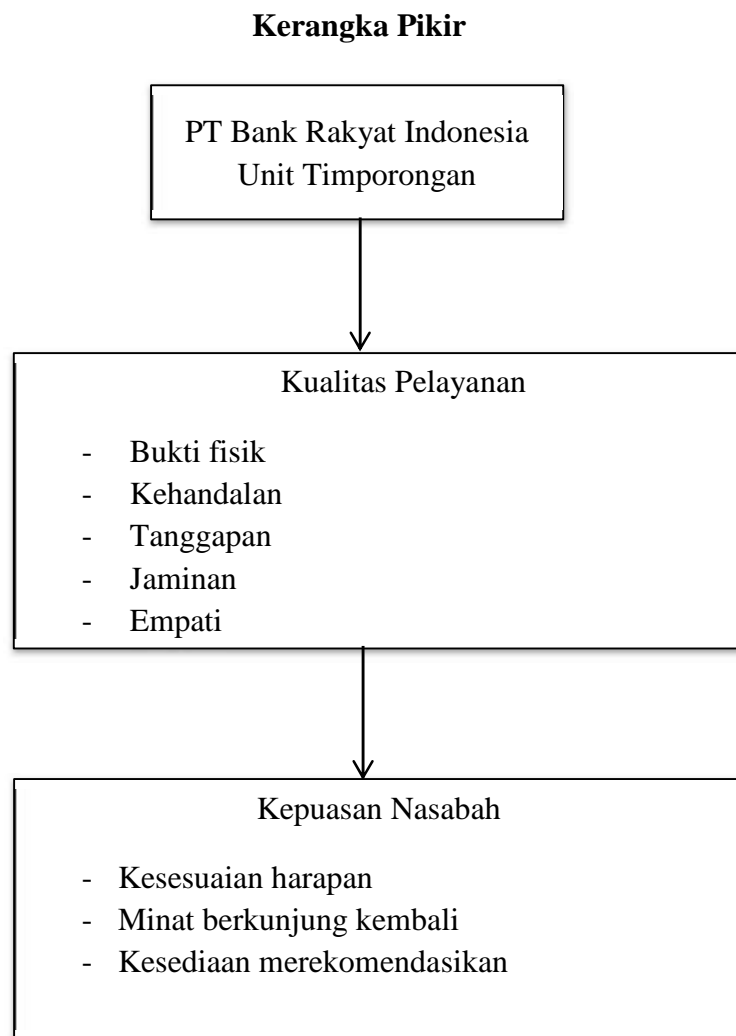 Kerangka Pikir
PT Bank Rakyat Indonesia
Unit Timporongan
Kualitas Pelayanan
- Bukti fisik
- Kehandalan
- Tanggapan
- Jaminan
- Empati
Kepuasan Nasabah
- Kesesuaian harapan
- Minat berkunjung kembali
- Kesediaan merekomendasikan